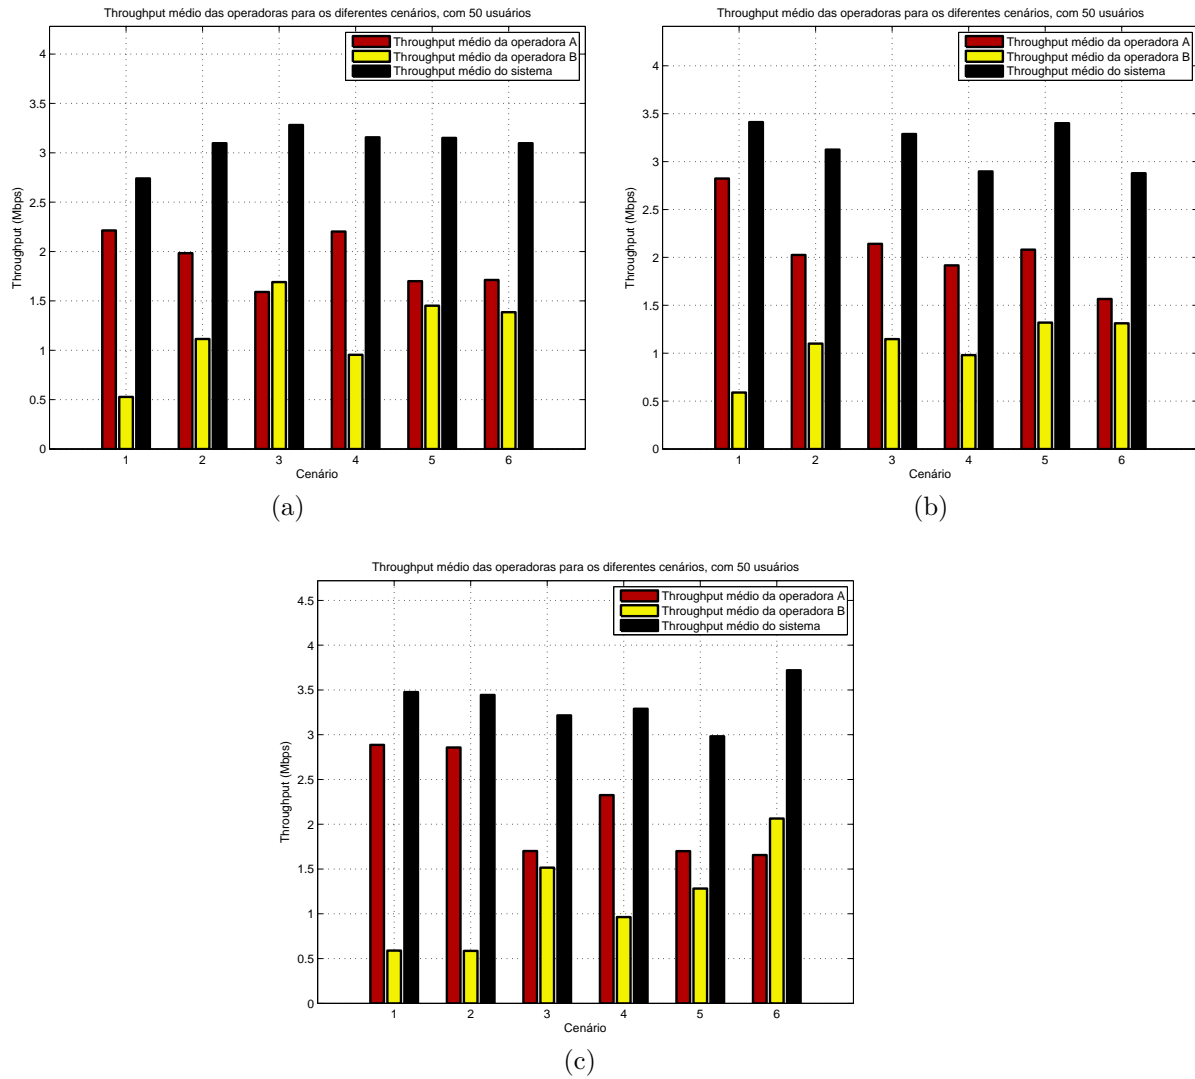 Throughput médio das operadoras para os diferentes cenários, com 50 usuários
Throughput médio da operadora A
Throughput médio da operadora B
Throughput médio do sistema
Throughput (Mbps)
4
3.5
3
2.5
2
1.5
1
0.5
0
1 2 3 4 5 6
Cenário
(a)
Throughput médio das operadoras para os diferentes cenários, com 50 usuários
Throughput médio da operadora A
Throughput médio da operadora B
Throughput médio do sistema
Throughput (Mbps)
4
3.5
3
2.5
2
1.5
1
0.5
0
1 2 3 4 5 6
Cenário
(b)
Throughput médio das operadoras para os diferentes cenários, com 50 usuários
Throughput médio da operadora A
Throughput médio da operadora B
Throughput médio do sistema
Throughput (Mbps)
4.5
4
3.5
3
2.5
2
1.5
1
0.5
0
1 2 3 4 5 6
Cenário
(c)